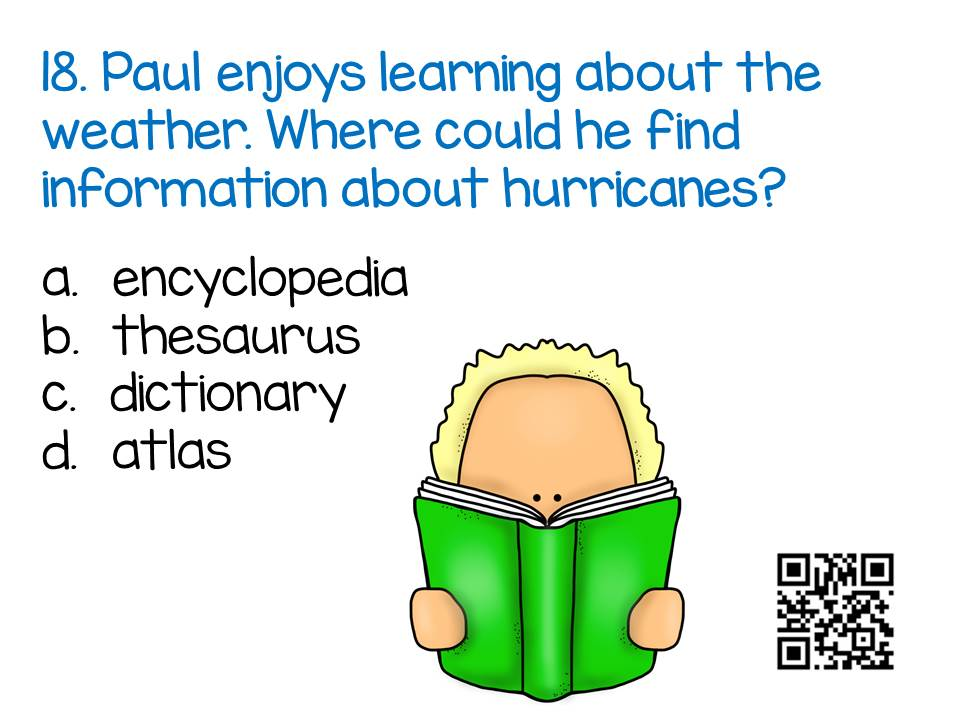 18. Paul enjoys learning about the
weather. Where could he find
information about hurricanes?
a. encyclopedia
b. thesaurus
c. dictionary
d. atlas